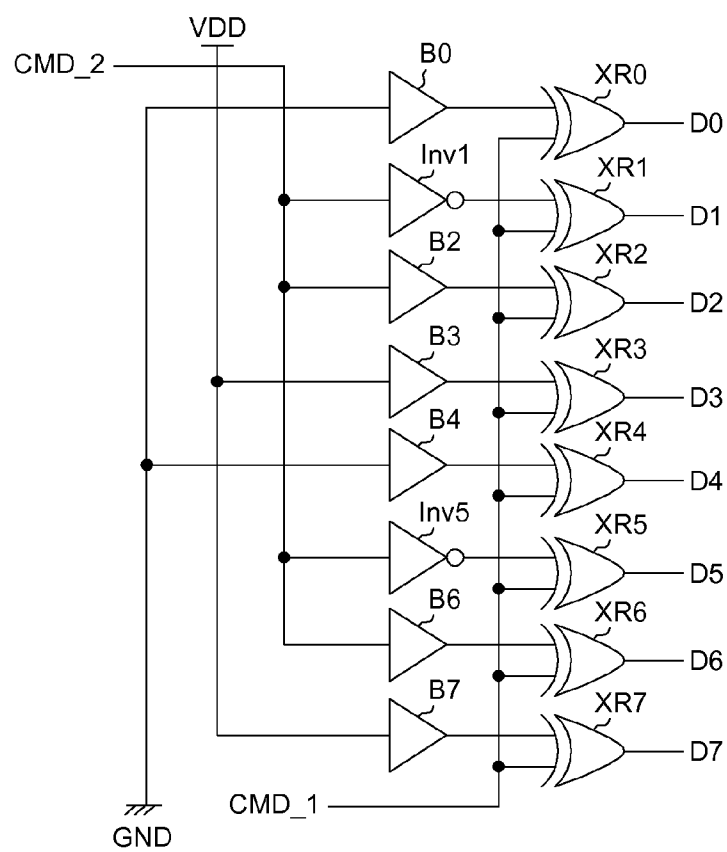 VDD
CMD_2
B0
XR0
D0
Inv1
XR1
D1
B2
XR2
D2
B3
XR3
D3
B4
XR4
D4
Inv5
XR5
D5
B6
XR6
D6
B7
XR7
D7
CMD_1
GND